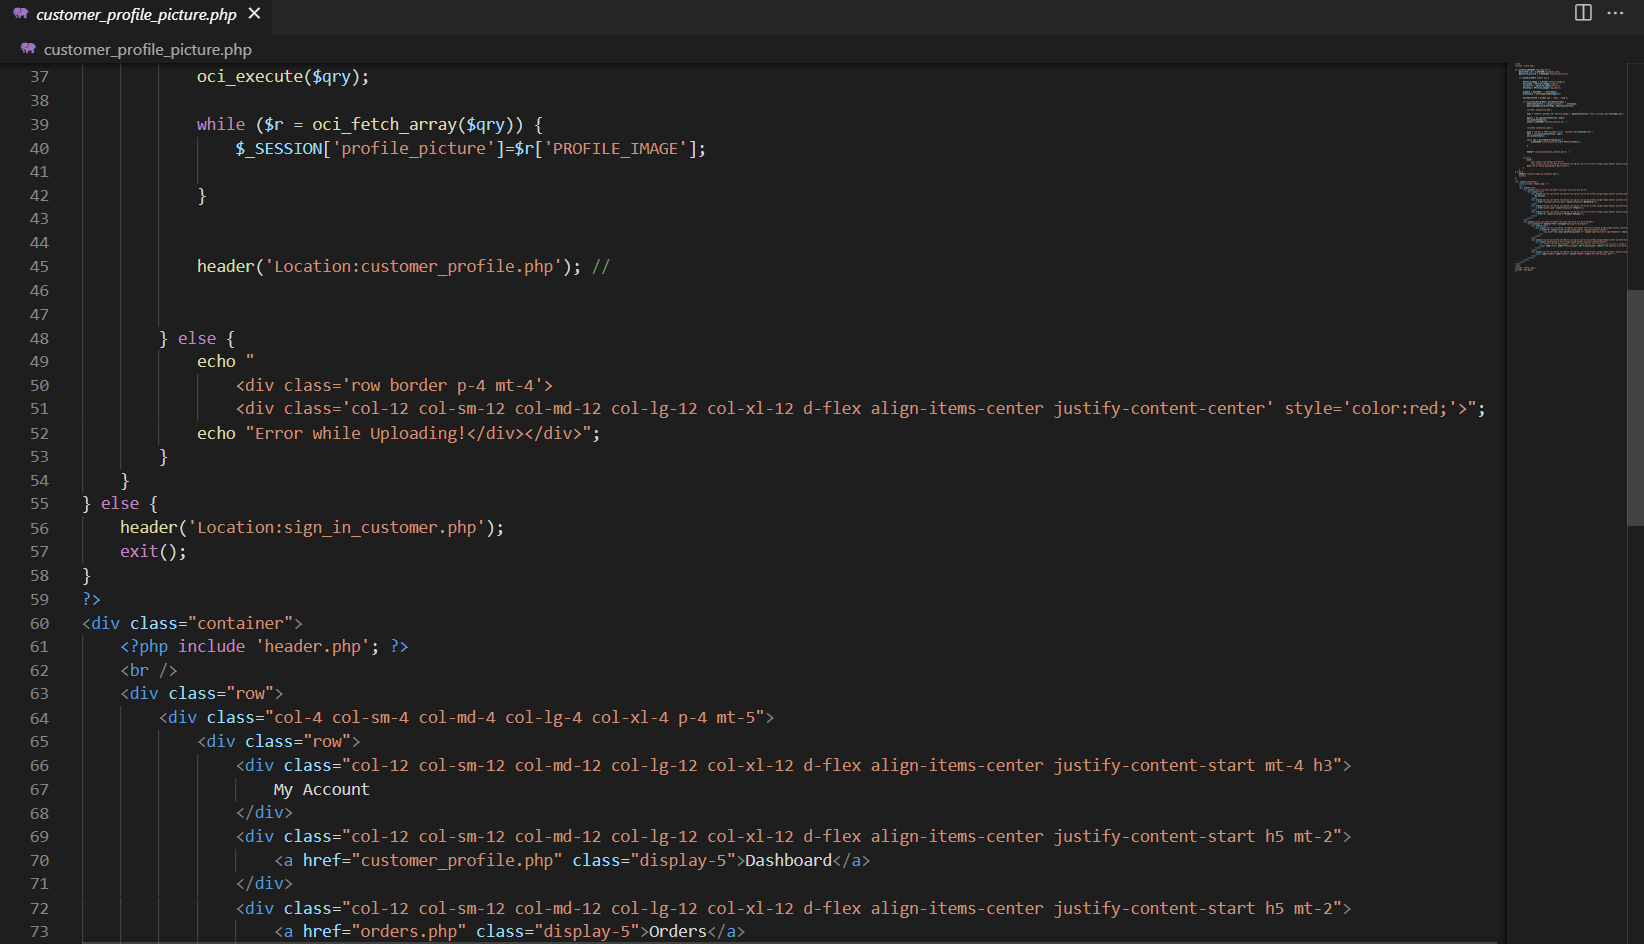 customer_profile_picture.php
customer_profile_picture.php
37 oci_execute($qry);
38
39 while ($r = oci_fetch_array($qry)) {
40 $_SESSION['profile_picture']=$r['PROFILE_IMAGE'];
41
42 }
43
44
45 header('Location:customer_profile.php'); //
46
47
48 } else {
49 echo "
50 <div class='row border p-4 mt-4'>
51 <div class='col-12 col-sm-12 col-md-12 col-lg-12 col-xl-12 d-flex align-items-center justify-content-center' style='color:red;'>";
52 echo "Error while Uploading!</div></div>";
53 }
54 }
55 } else {
56 header('Location:sign_in_customer.php');
57 exit();
58 }
59 ?>
60 <div class="container">
61 <?php include 'header.php'; ?>
62 <br />
63 <div class="row">
64 <div class="col-4 col-sm-4 col-md-4 col-lg-4 col-xl-4 p-4 mt-5">
65 <div class="row">
66 <div class="col-12 col-sm-12 col-md-12 col-lg-12 col-xl-12 d-flex align-items-center justify-content-start mt-4 h3">
67 My Account
68 </div>
69 <div class="col-12 col-sm-12 col-md-12 col-lg-12 col-xl-12 d-flex align-items-center justify-content-start h5 mt-2">
70 <a href="customer_profile.php" class="display-5">Dashboard</a>
71 </div>
72 <div class="col-12 col-sm-12 col-md-12 col-lg-12 col-xl-12 d-flex align-items-center justify-content-start h5 mt-2">
73 <a href="orders.php" class="display-5">Orders</a>